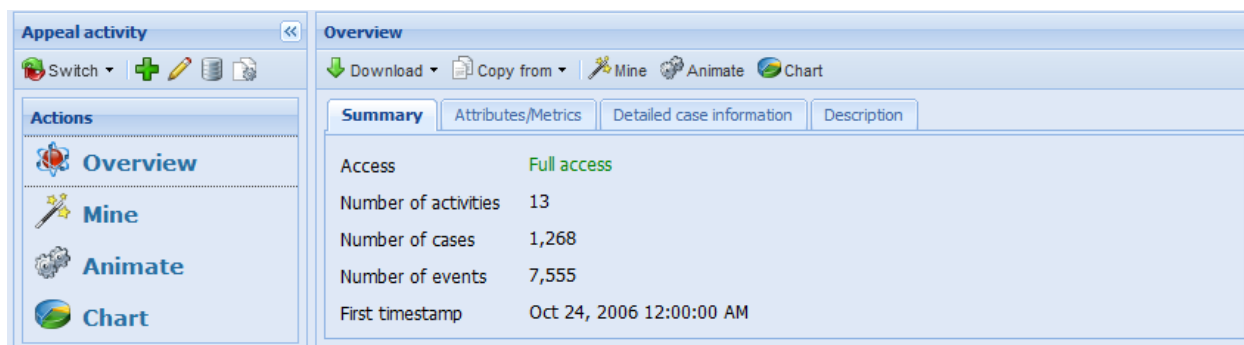 Appeal activity
Switch
Actions
Overview
Mine
Animate
Chart
Overview
Download Copy from Mine Animate Chart
Summary Attributes/Metrics Detailed case information Description
Access Full access
Number of activities 13
Number of cases 1,268
Number of events 7,555
First timestamp Oct 24, 2006 12:00:00 AM